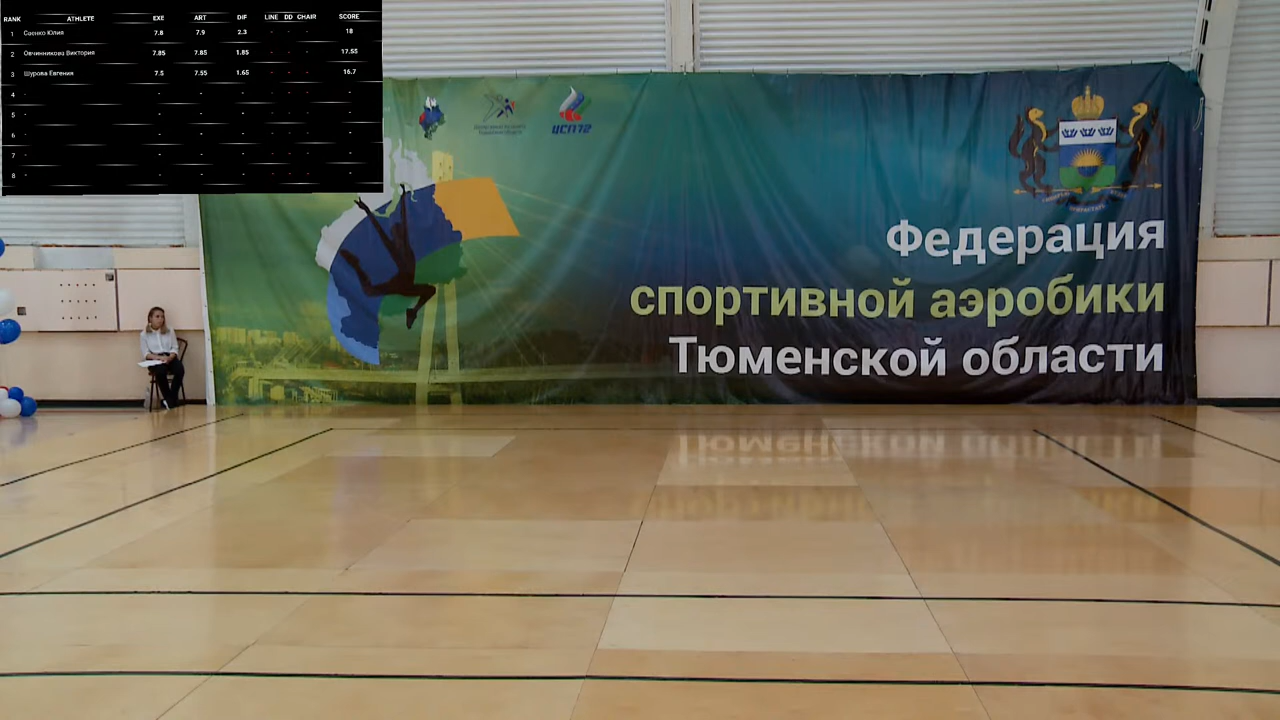 RANK ATHLETE EXE ART DIF LINE DD CHAIR SCORE
1 Саенко Юлия 7.8 7.9 2.3 - - - 18
2 Овчинникова Виктория 7.85 7.85 1.85 - - - 17.55
3 Шурова Евгения 7.5 7.55 1.65 - - - 16.7
4 - - - - - - - -
5 - - - - - - - -
6 - - - - - - - -
7 - - - - - - - -
8 - - - - - - - -
ЦСП72
Федерация
спортивной аэробики
Тюменской области